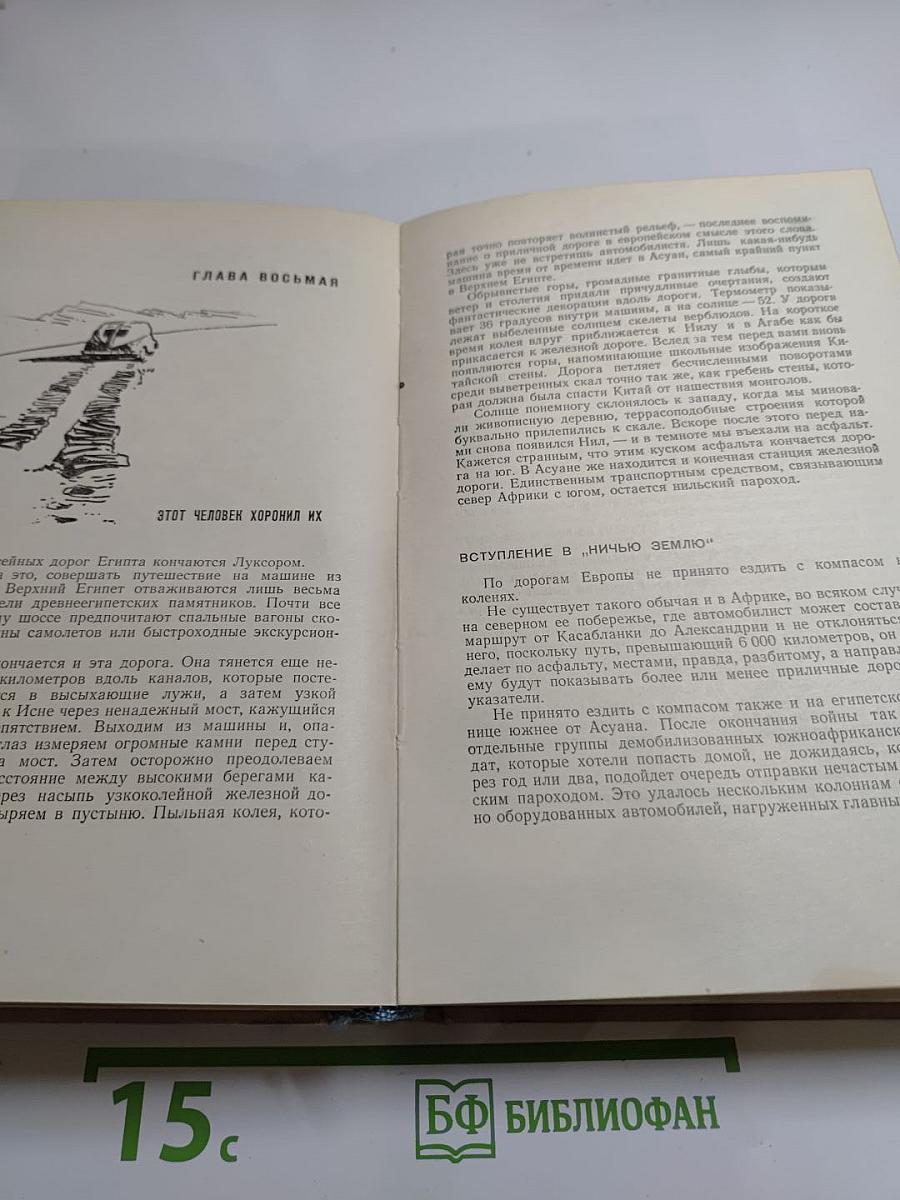 ГЛАВА ВОСЬМАЯ
ЭТОТ ЧЕЛОВЕК ХОРОНИЛ ИХ
сейных дорог Египта кончаются Луксором.
а это, совершать путешествие на машине из
Верхний Египет отваживаются лишь весьма
ели древнеегипетских памятников. Почти все
му шоссе предпочитают спальные вагоны ско-
ины самолетов или быстроходные экскурсион-
ончается и эта дорога. Она тянется еще не-
километров вдоль каналов, которые посте-
тся в высыхающие лужи, а затем узкой
к Исне через ненадежный мост, кажущийся
епятствием. Выходим из машины и, опа-
глаз измеряем огромные камни перед сту-
а мост. Затем осторожно преодолеваем
сстояние между высокими берегами ка-
ерез насыпь узкоколейной железной до-
ыряем в пустыню. Пыльная колея, кото-
рая точно повторяет волнистый рельеф, — последнее воспоми-
нание о приличной дороге в европейском смысле этого слова.
Здесь уже не встретишь автомобилиста. Лишь какая-нибудь
машина время от времени идет в Асуан, самый крайний пункт
в Верхнем Египте.
Обрывистые горы, громадные гранитные глыбы, которым
ветер и столетия придали причудливые очертания, создают
фантастические декорации вдоль дороги. Термометр показы-
вает 36 градусов внутри машины, а на солнце — 52. У дороги
лежат выбеленные солнцем скелеты верблюдов. На короткое
время колея вдруг приближается к Нилу и в Агабе как бы
прикасается к железной дороге. Вслед за тем перед вами вновь
появляются горы, напоминающие школьные изображения Ки-
тайской стены. Дорога петляет бесчисленными поворотами
среди выветренных скал точно так же, как гребень стены, кото-
рая должна была спасти Китай от нашествия монголов.
Солнце понемногу склонялось к западу, когда мы минова-
ли живописную деревню, террасоподобные строения которой
буквально прилепились к скале. Вскоре после этого перед на-
ми снова появился Нил, — и в темноте мы въехали на асфальт.
Кажется странным, что этим куском асфальта кончается доро-
га на юг. В Асуане же находится и конечная станция железной
дороги. Единственным транспортным средством, связывающим
север Африки с югом, остается нильский пароход.
ВСТУПЛЕНИЕ В „НИЧЬЮ ЗЕМЛЮ“
По дорогам Европы не принято ездить с компасом н
коленях.
Не существует такого обычая и в Африке, во всяком случ
на северном ее побережье, где автомобилист может состав
маршрут от Касабланки до Александрии и не отклоняться
него, поскольку путь, превышающий 6 000 километров, он
делает по асфальту, местами, правда, разбитому, а направл
ему будут показывать более или менее приличные доро
указатели.
Не принято ездить с компасом также и на египетско
нице южнее от Асуана. После окончания войны так
отдельные группы демобилизованных южноафриканск
дат, которые хотели попасть домой, не дожидаясь, ко
рез год или два, подойдет очередь отправки нечастым
ским пароходом. Это удалось нескольким колоннам
но оборудованных автомобилей, нагруженных главны
15 с
БФ БИБЛИОФАН